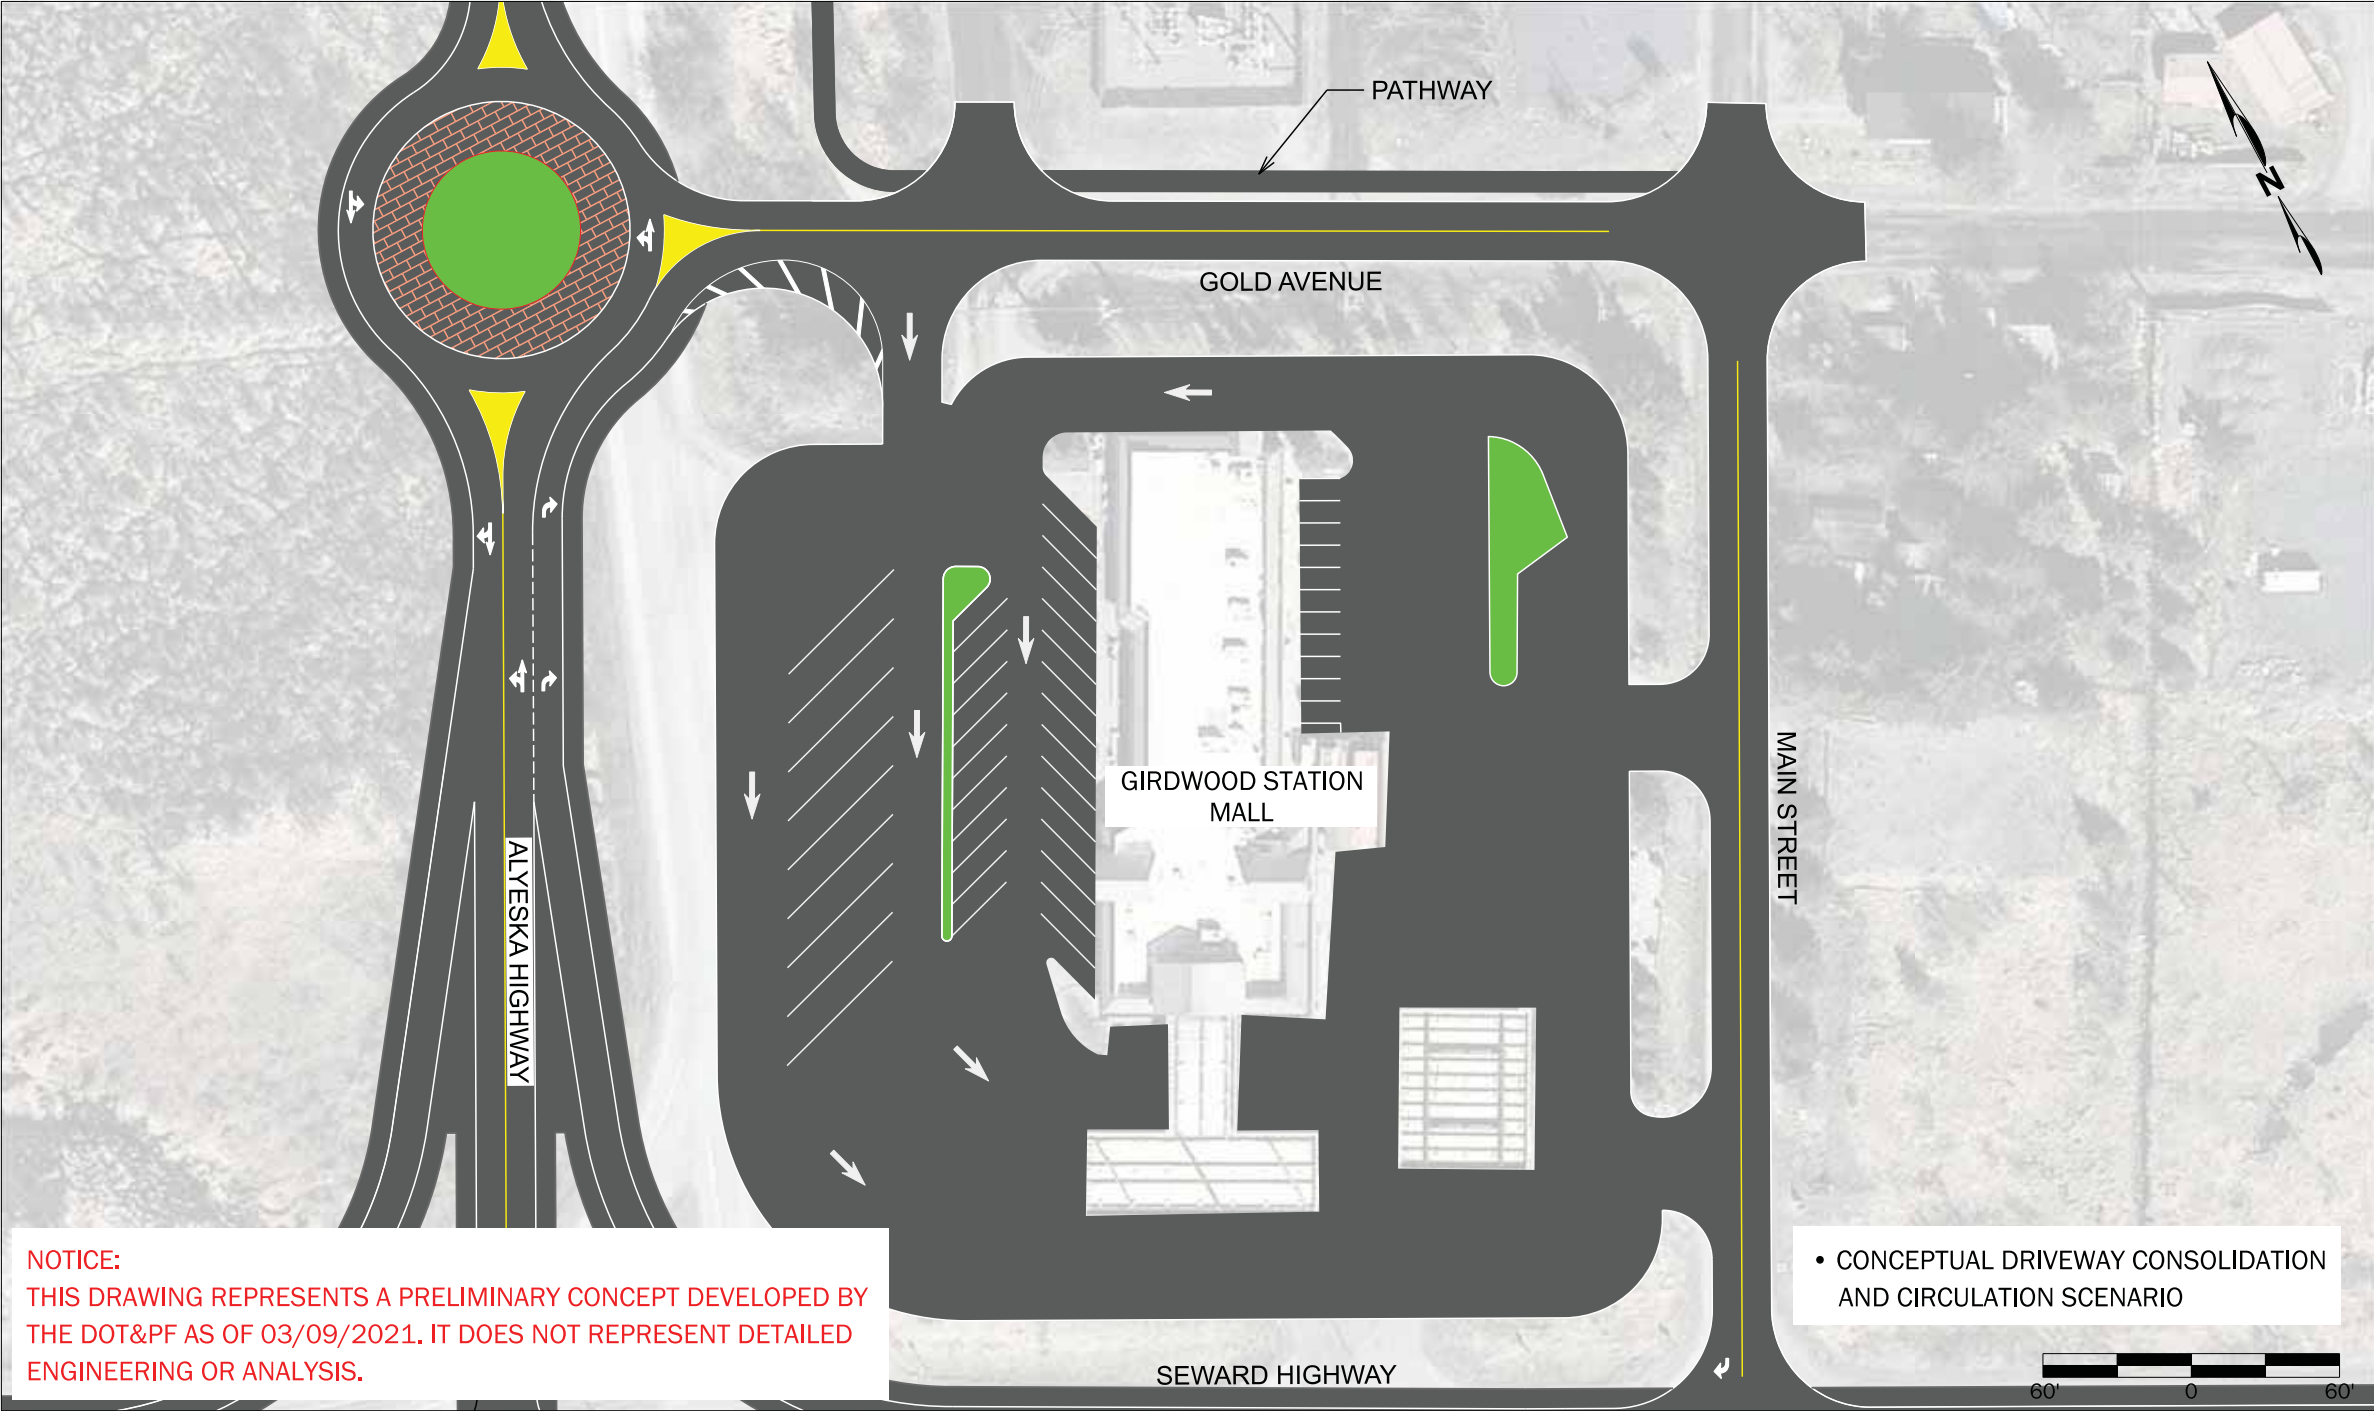 PATHWAY
N
GOLD AVENUE
GIRDWOOD STATION
MALL
MAIN STREET
ALYESKA HIGHWAY
NOTICE:
THIS DRAWING REPRESENTS A PRELIMINARY CONCEPT DEVELOPED BY
THE DOT&PF AS OF 03/09/2021. IT DOES NOT REPRESENT DETAILED
ENGINEERING OR ANALYSIS.
• CONCEPTUAL DRIVEWAY CONSOLIDATION
AND CIRCULATION SCENARIO
SEWARD HIGHWAY
60' 0 60'